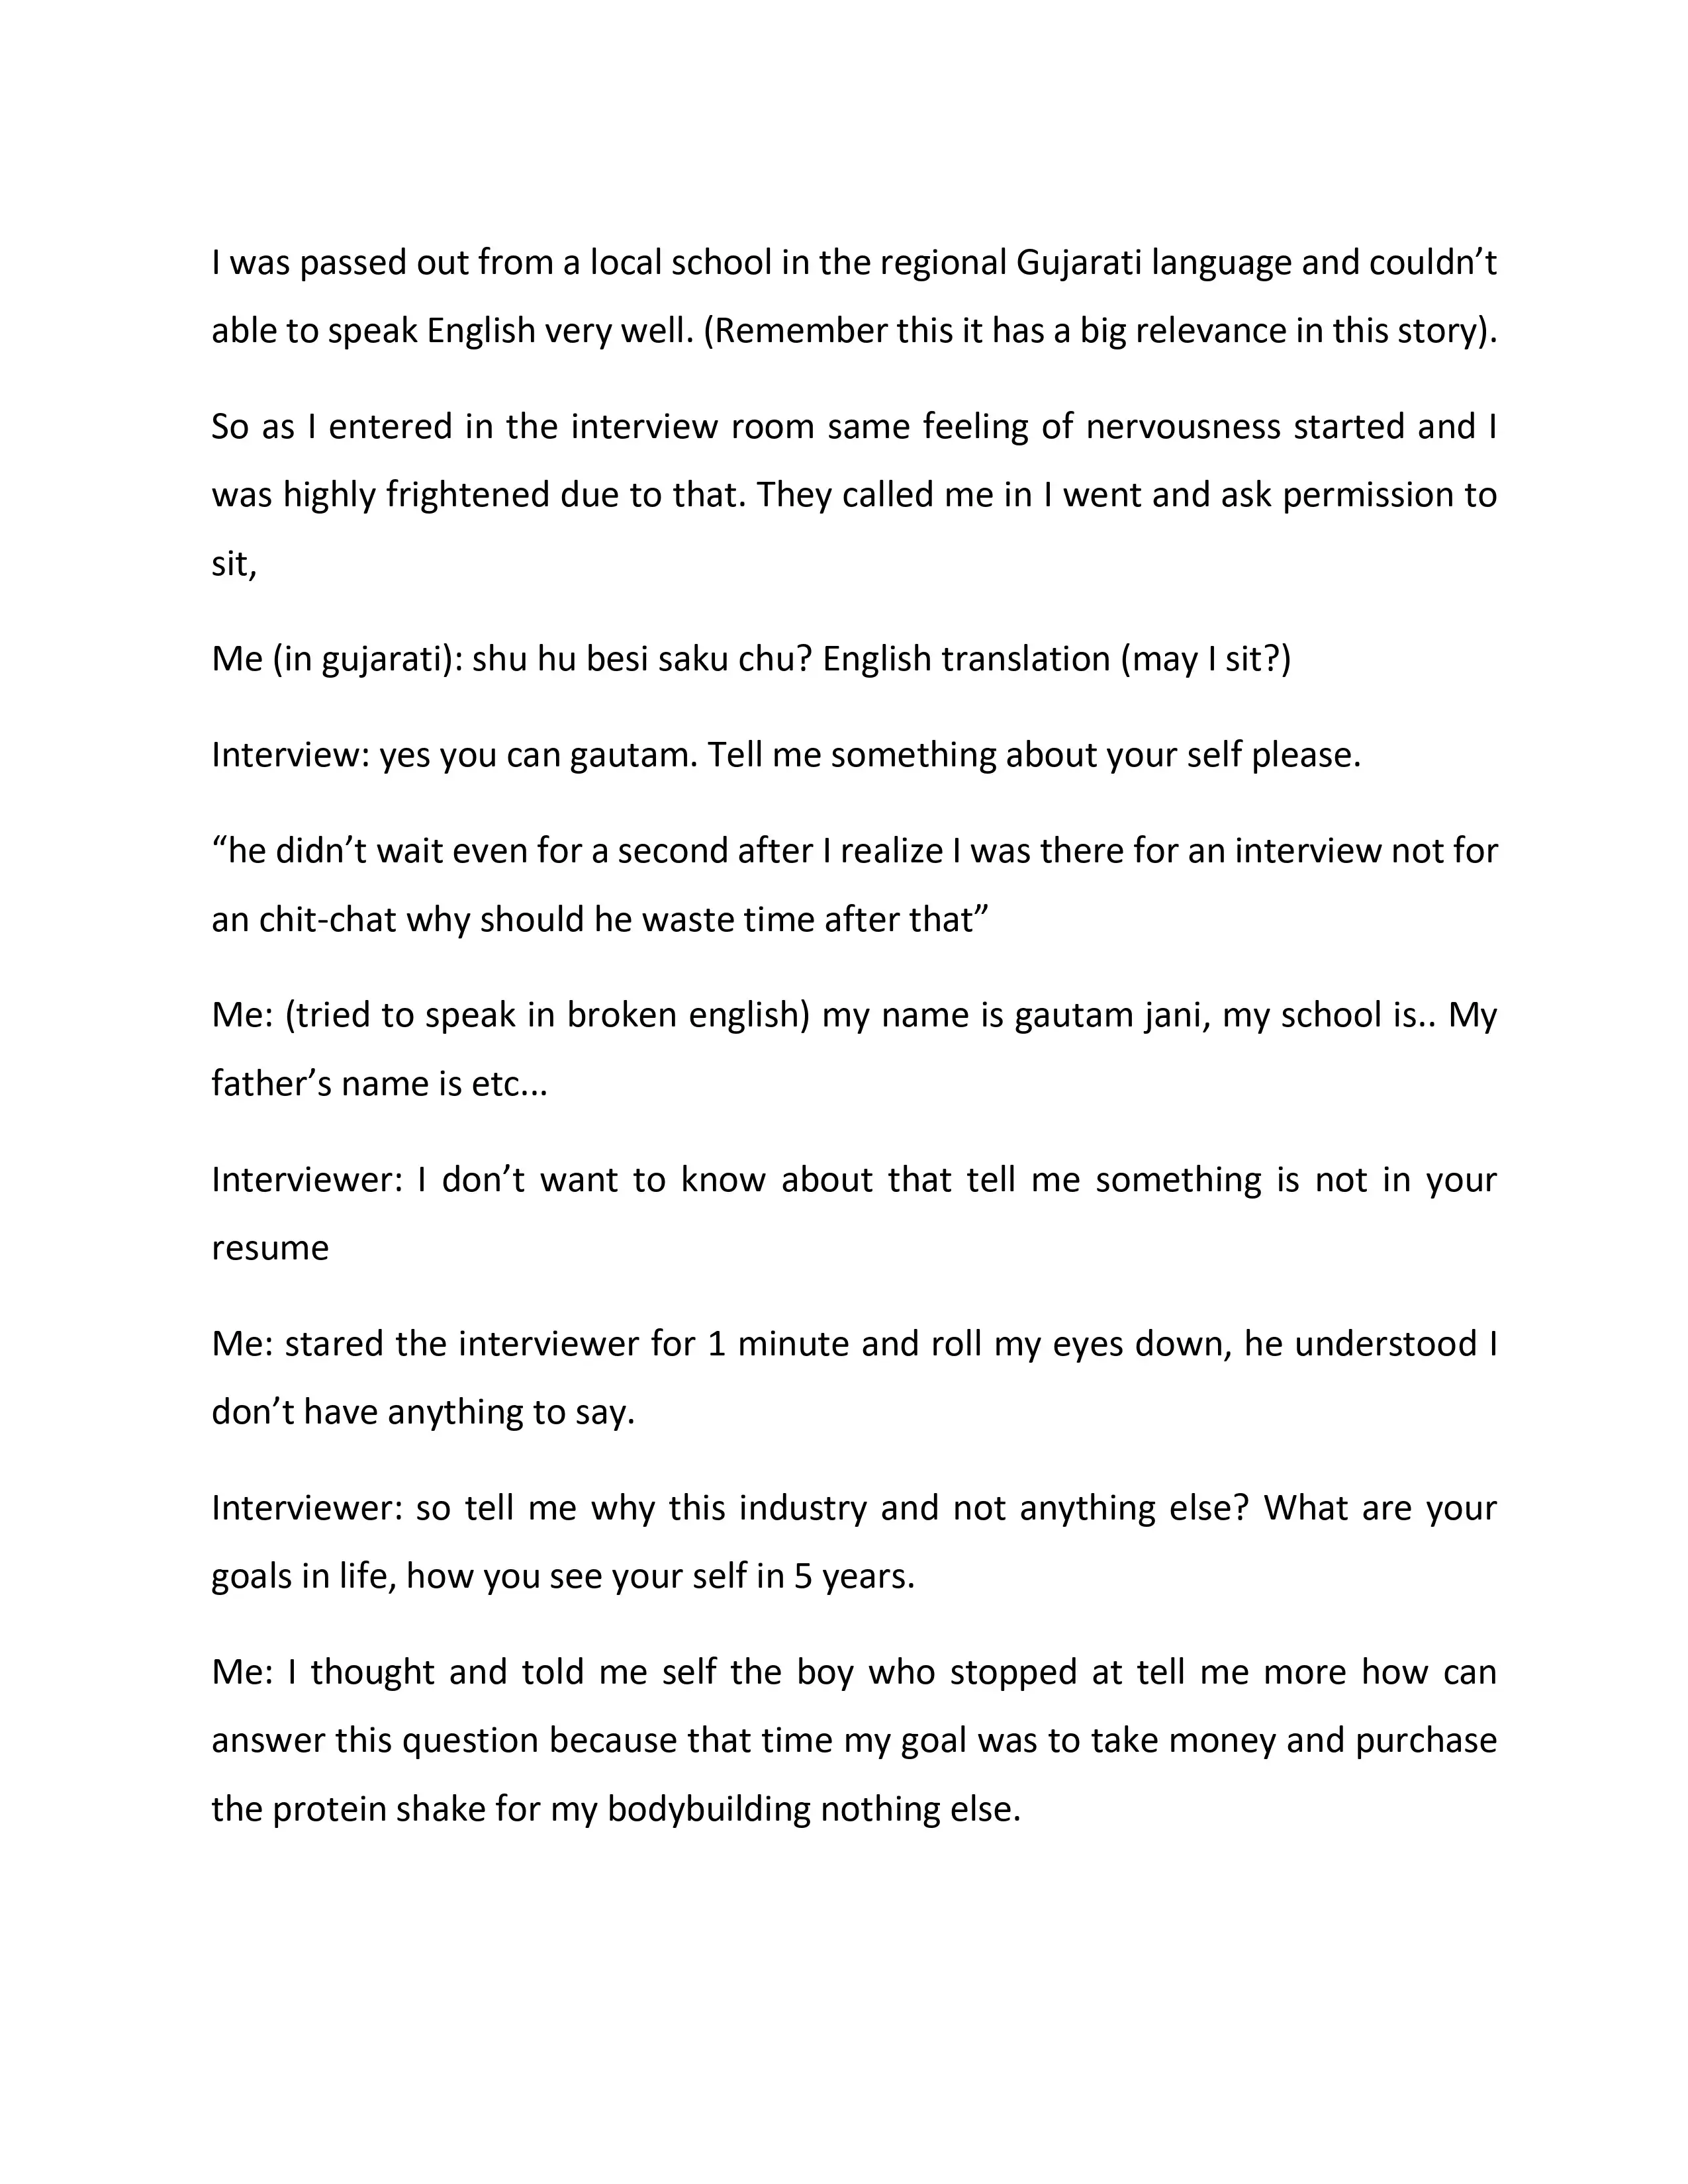 I was passed out from a local school in the regional Gujarati language and couldn’t
able to speak English very well. (Remember this it has a big relevance in this story).
So as I entered in the interview room same feeling of nervousness started and I
was highly frightened due to that. They called me in I went and ask permission to
sit,
Me (in gujarati): shu hu besi saku chu? English translation (may I sit?)
Interview: yes you can gautam. Tell me something about your self please.
“he didn’t wait even for a second after I realize I was there for an interview not for
an chit-chat why should he waste time after that”
Me: (tried to speak in broken english) my name is gautam jani, my school is.. My
father’s name is etc...
Interviewer: I don’t want to know about that tell me something is not in your
resume
Me: stared the interviewer for 1 minute and roll my eyes down, he understood I
don’t have anything to say.
Interviewer: so tell me why this industry and not anything else? What are your
goals in life, how you see your self in 5 years.
Me: I thought and told me self the boy who stopped at tell me more how can
answer this question because that time my goal was to take money and purchase
the protein shake for my bodybuilding nothing else.